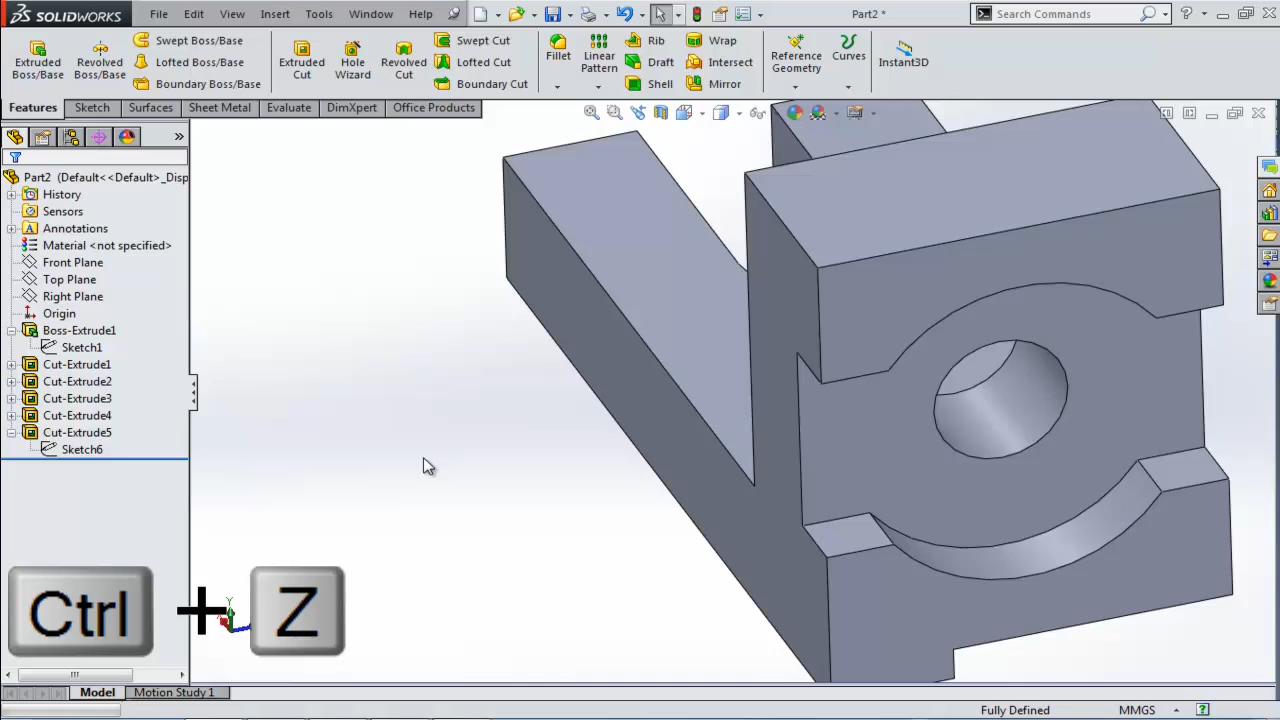 SOLIDWORKS File Edit View Insert Tools Window Help Part2 * Search Commands ?
Extruded Boss/Base
Revolved Boss/Base
Swept Boss/Base
Lofted Boss/Base
Boundary Boss/Base
Extruded Cut
Hole Wizard
Revolved Cut
Swept Cut
Lofted Cut
Boundary Cut
Fillet
Linear Pattern
Rib
Draft
Shell
Wrap
Intersect
Mirror
Reference Geometry
Curves
Instant3D
Features Sketch Surfaces Sheet Metal Evaluate DimXpert Office Products
Part2 (Default<<Default>_Disp
History
Sensors
Annotations
Material <not specified>
Front Plane
Top Plane
Right Plane
Origin
Boss-Extrude1
Sketch1
Cut-Extrude1
Cut-Extrude2
Cut-Extrude3
Cut-Extrude4
Cut-Extrude5
Sketch6
Ctrl + Z
Y
Model Motion Study 1
Fully Defined MMGS ?